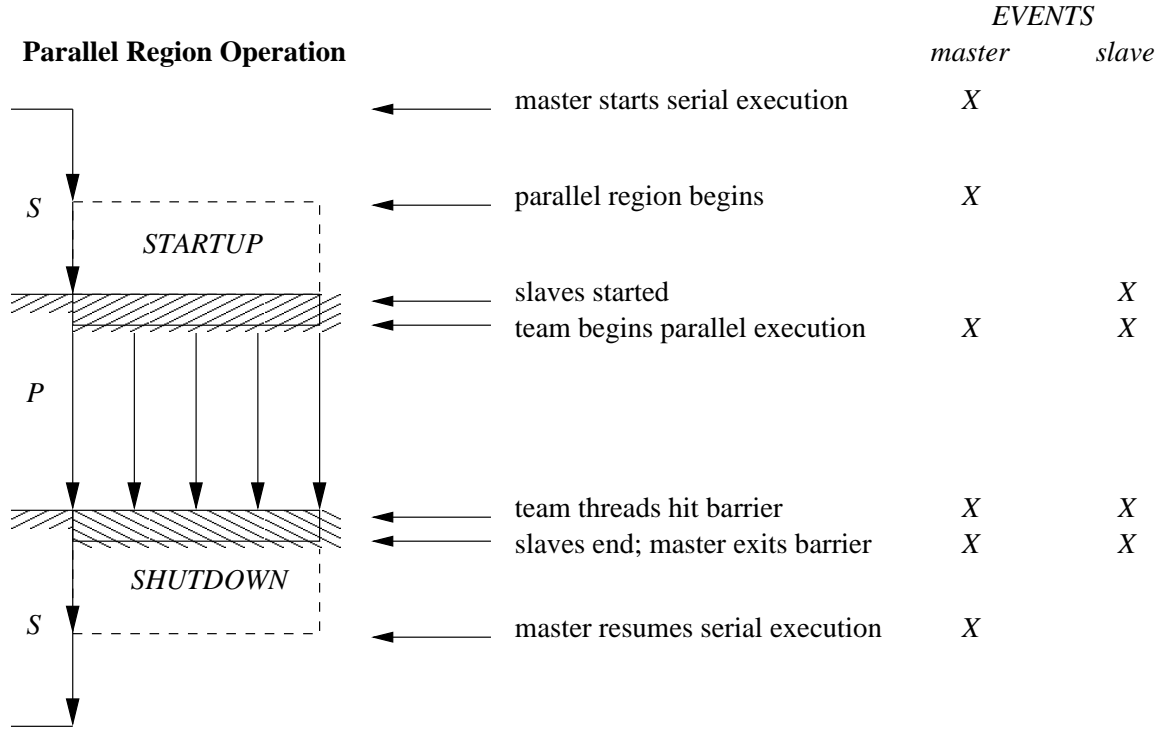 EVENTS
Parallel Region Operation master slave
master starts serial execution X
S parallel region begins X
STARTUP
slaves started X
team begins parallel execution X X
P
team threads hit barrier X X
slaves end; master exits barrier X X
SHUTDOWN
S master resumes serial execution X